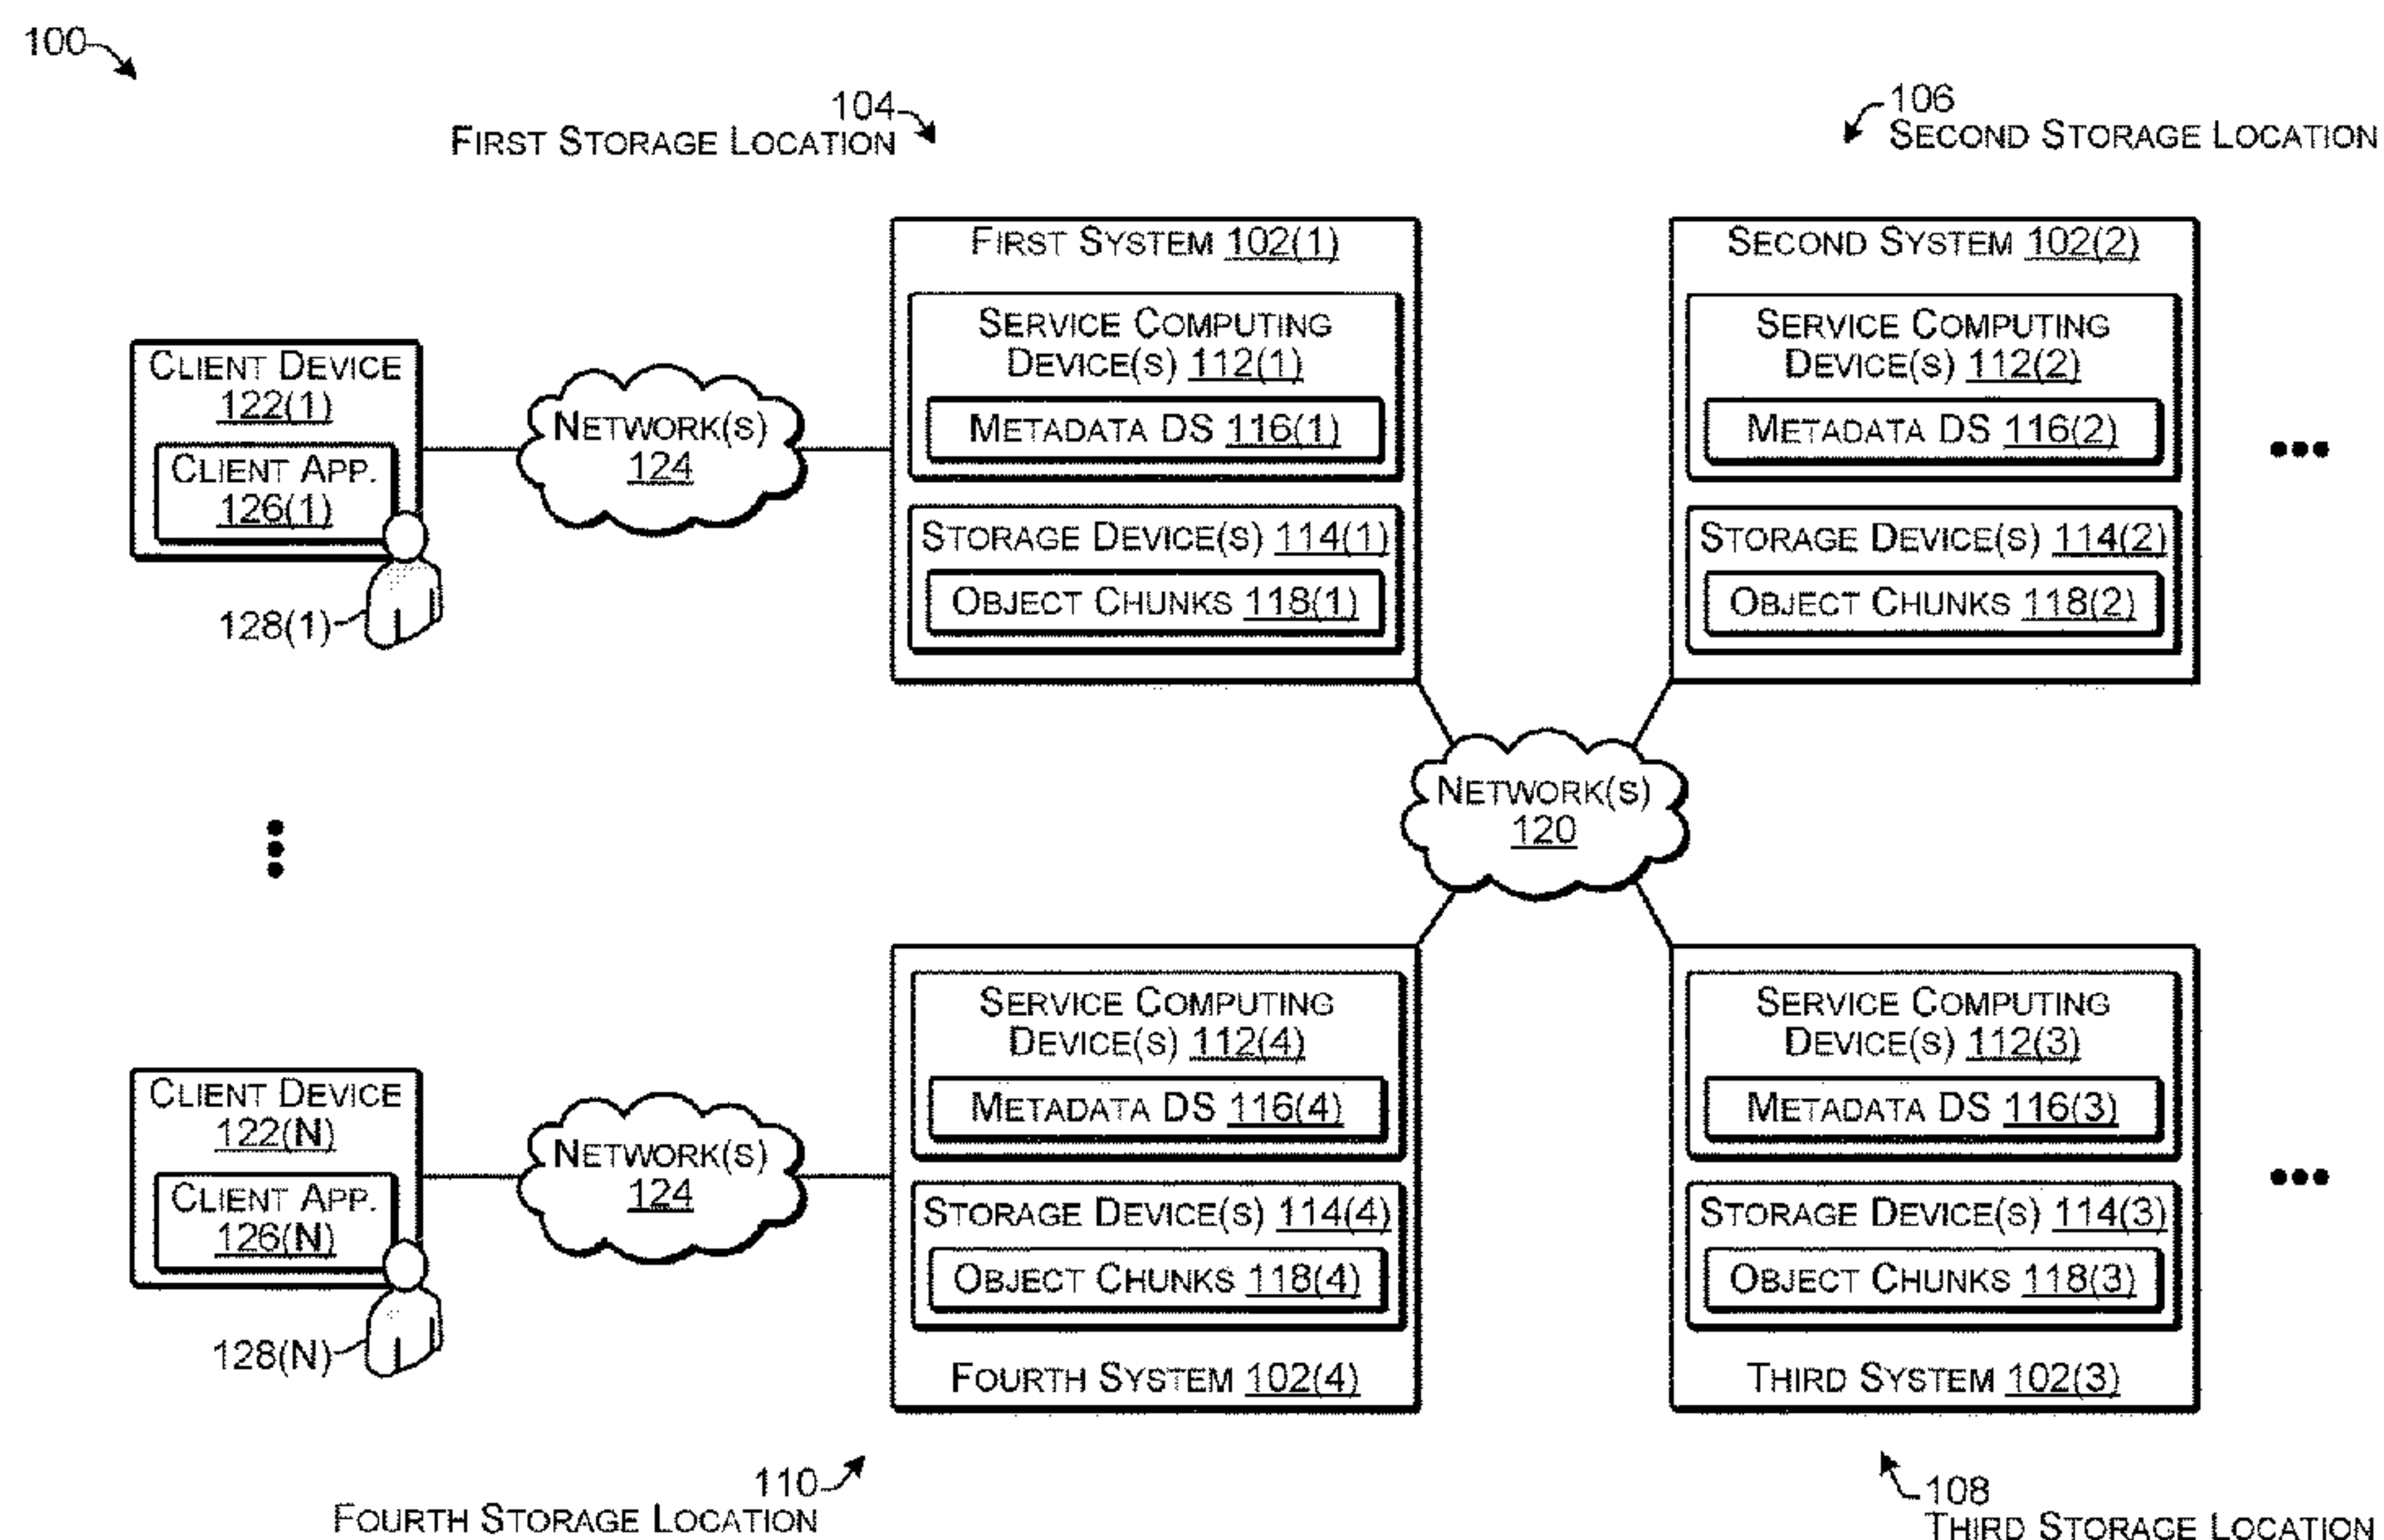 100
104
FIRST STORAGE LOCATION
106
SECOND STORAGE LOCATION
FIRST SYSTEM 102(1)
SERVICE COMPUTING
DEVICE(S) 112(1)
METADATA DS 116(1)
STORAGE DEVICE(S) 114(1)
OBJECT CHUNKS 118(1)
SECOND SYSTEM 102(2)
SERVICE COMPUTING
DEVICE(S) 112(2)
METADATA DS 116(2)
STORAGE DEVICE(S) 114(2)
OBJECT CHUNKS 118(2)
CLIENT DEVICE
122(1)
CLIENT APP.
126(1)
128(1)
NETWORK(S)
124
NETWORK(S)
120
CLIENT DEVICE
122(N)
CLIENT APP.
126(N)
128(N)
NETWORK(S)
124
SERVICE COMPUTING
DEVICE(S) 112(4)
METADATA DS 116(4)
STORAGE DEVICE(S) 114(4)
OBJECT CHUNKS 118(4)
FOURTH SYSTEM 102(4)
SERVICE COMPUTING
DEVICE(S) 112(3)
METADATA DS 116(3)
STORAGE DEVICE(S) 114(3)
OBJECT CHUNKS 118(3)
THIRD SYSTEM 102(3)
110
FOURTH STORAGE LOCATION
108
THIRD STORAGE LOCATION